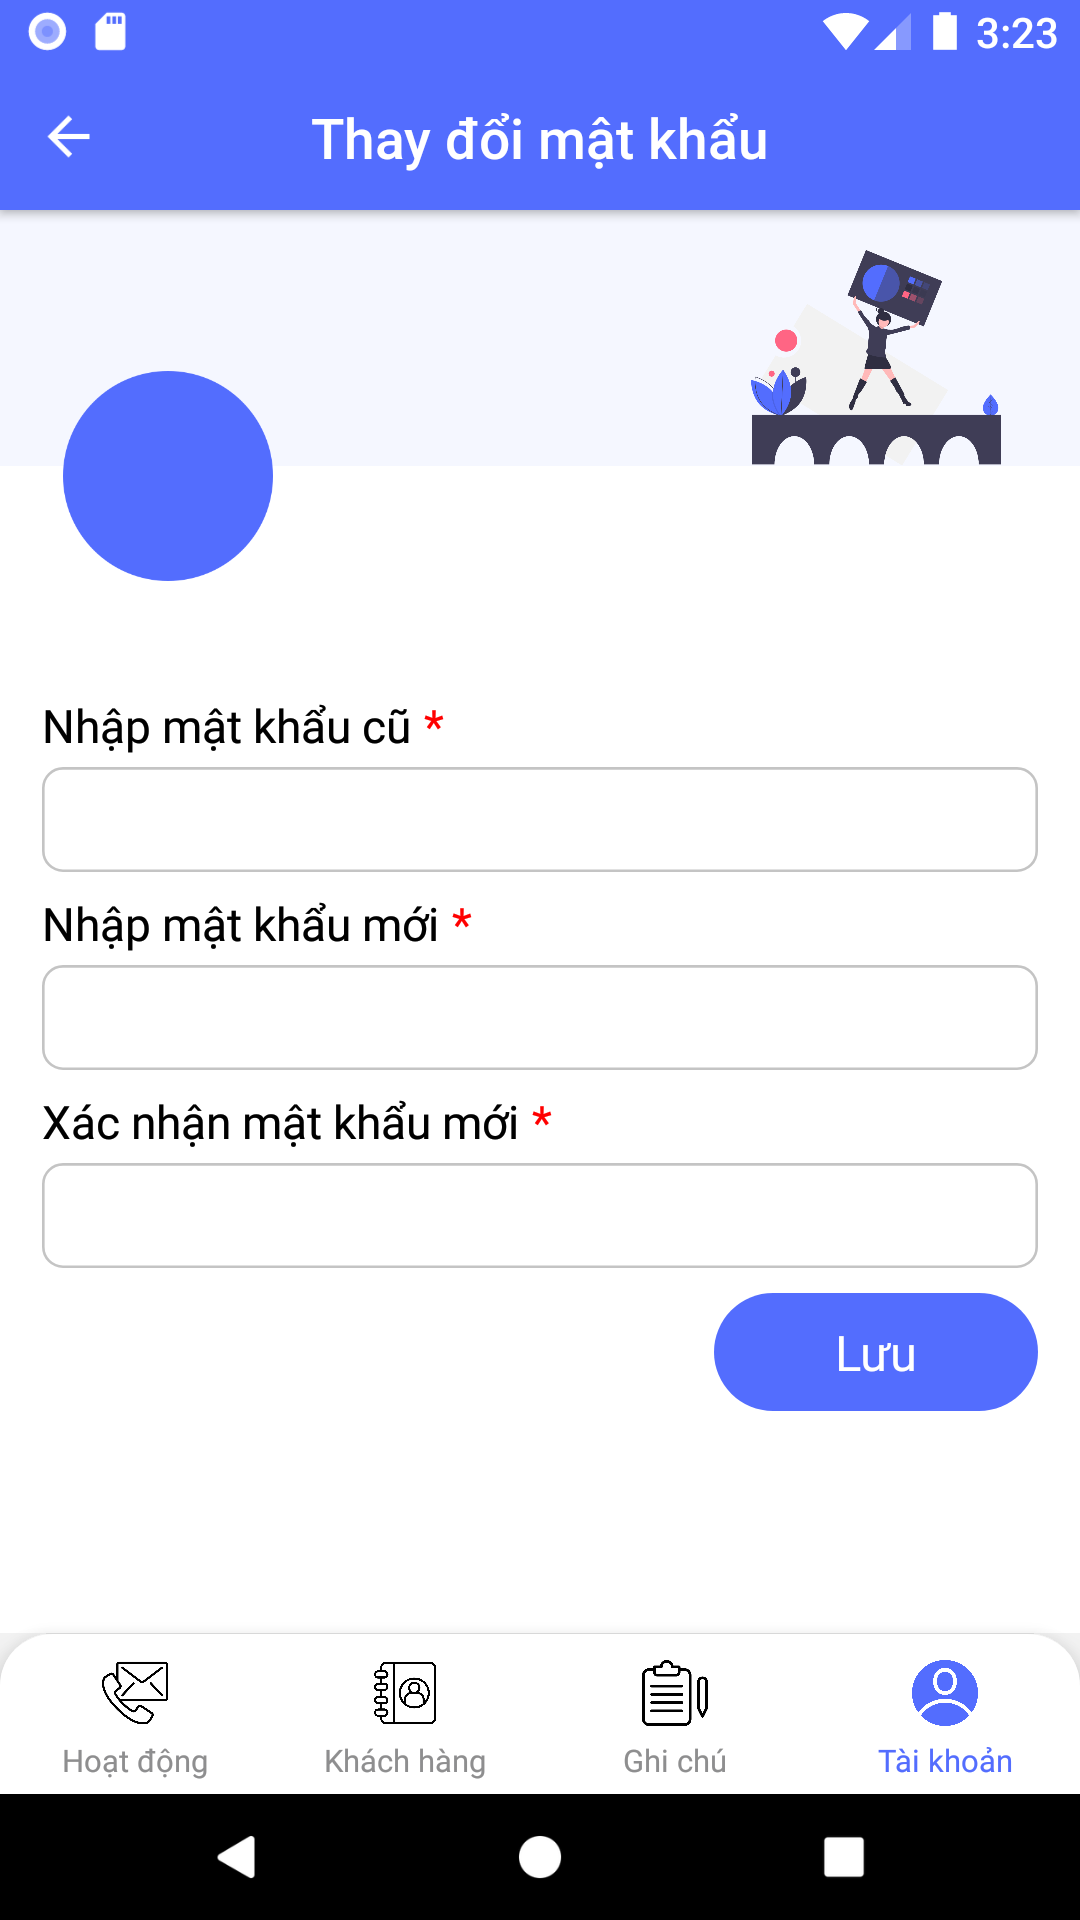 3:23
Thay đổi mật khẩu
Nhập mật khẩu cũ *
Nhập mật khẩu mới *
Xác nhận mật khẩu mới *
Lưu
Hoạt động
Khách hàng
Ghi chú
Tài khoản